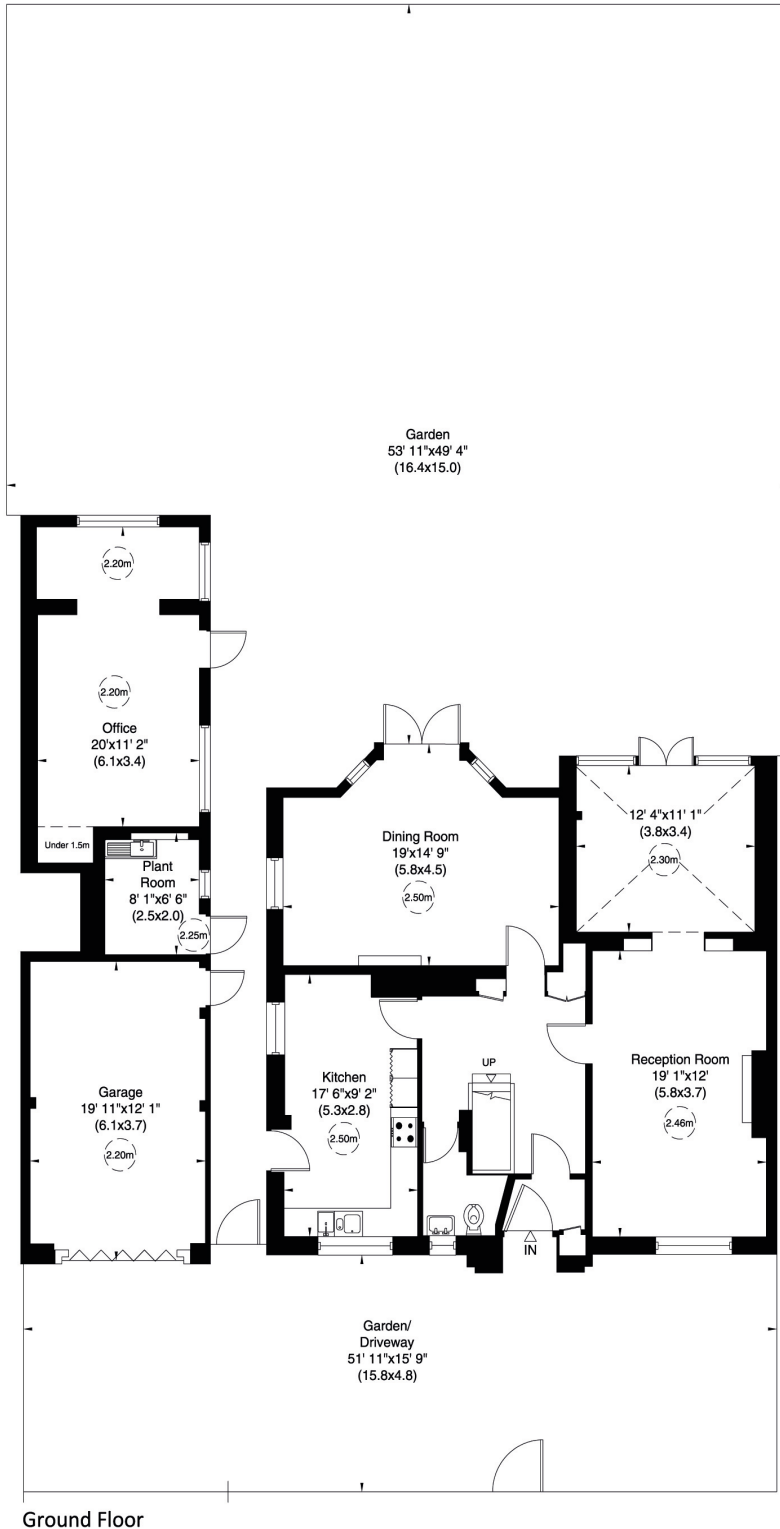 Garden
53' 11"x49' 4"
(16.4x15.0)
2.20m
2.20m
Office
20'x11' 2"
(6.1x3.4)
Under 1.5m
Plant
Room
8' 1"x6' 6"
(2.5x2.0)
2.25m
Dining Room
19'x14' 9"
(5.8x4.5)
2.50m
12' 4"x11' 1"
(3.8x3.4)
2.30m
Garage
19' 11"x12' 1"
(6.1x3.7)
2.20m
Kitchen
17' 6"x9' 2"
(5.3x2.8)
2.50m
UP
Reception Room
19' 1"x12'
(5.8x3.7)
2.46m
IN
Garden/
Driveway
51' 11"x15' 9"
(15.8x4.8)
Ground Floor